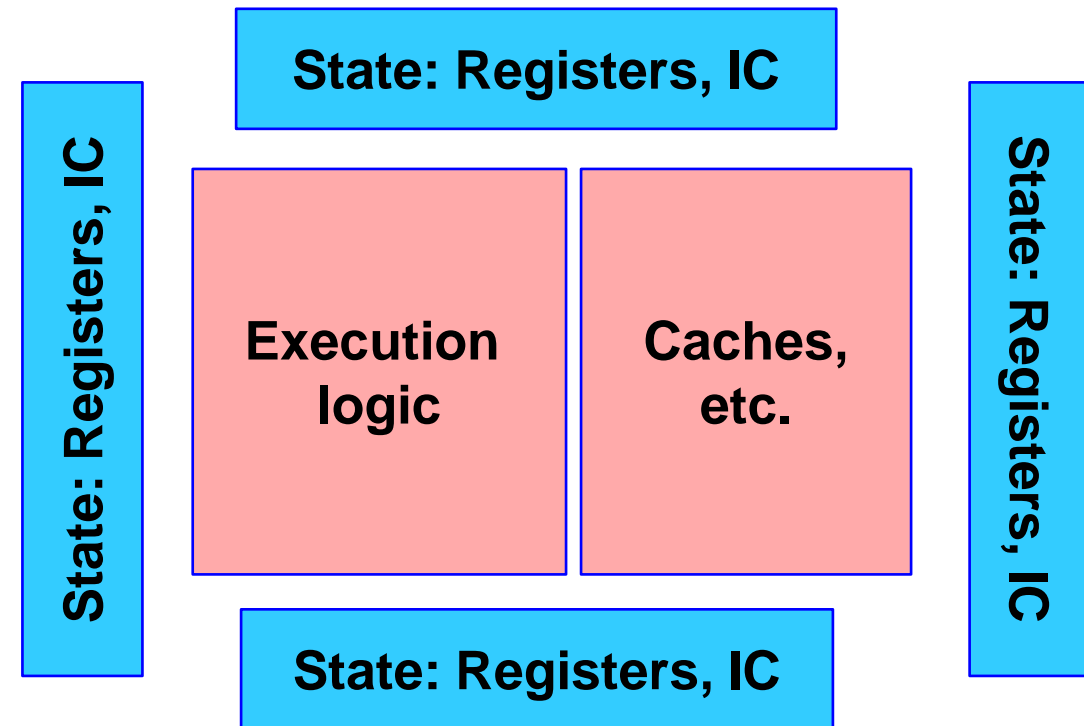 State: Registers, IC
State: Registers, IC
Execution
logic
Caches,
etc.
State: Registers, IC
State: Registers, IC